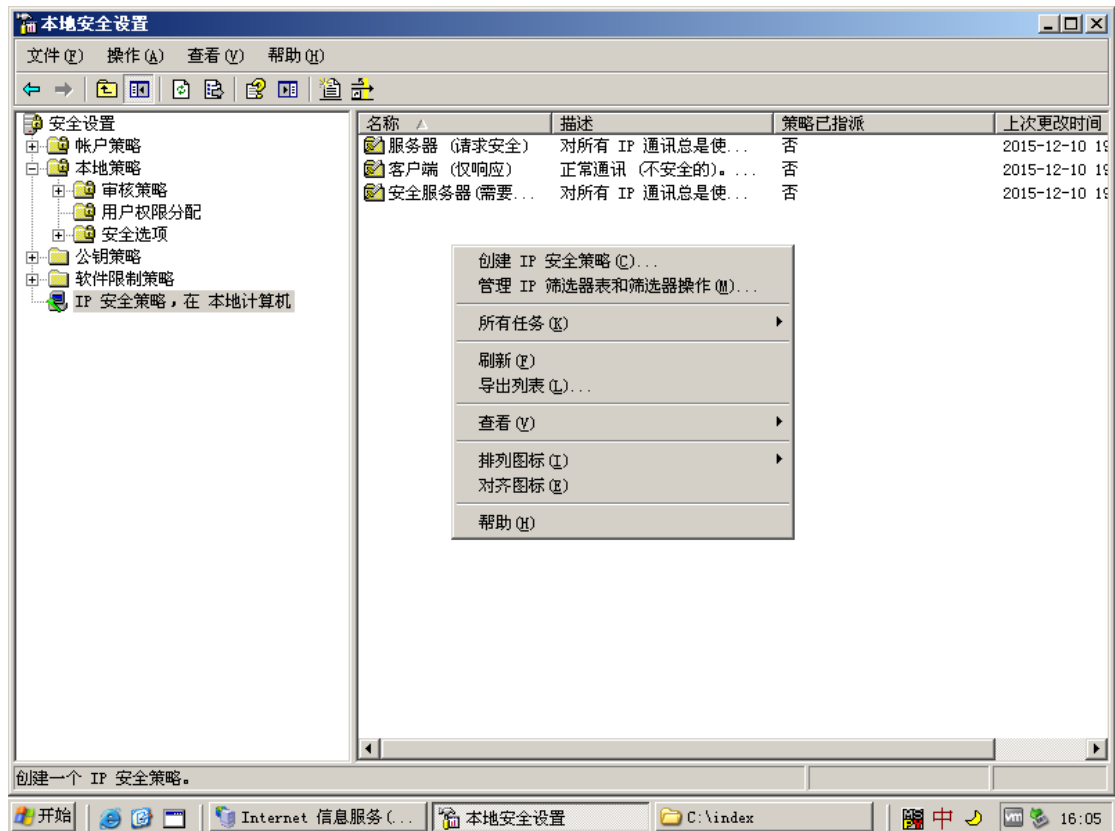 本地安全设置
文件(F) 操作(A) 查看(V) 帮助(H)
安全设置
帐户策略
本地策略
审核策略
用户权限分配
安全选项
公钥策略
软件限制策略
IP 安全策略，在 本地计算机
名称 描述 策略已指派 上次更改时间
服务器 (请求安全) 对所有 IP 通讯总是使... 否 2015-12-10 19
客户端 (仅响应) 正常通讯 (不安全的)。... 否 2015-12-10 19
安全服务器(需要... 对所有 IP 通讯总是使... 否 2015-12-10 19
创建 IP 安全策略(C)...
管理 IP 筛选器表和筛选器操作(M)...
所有任务(K)
刷新(F)
导出列表(L)...
查看(V)
排列图标(I)
对齐图标(E)
帮助(H)
创建一个 IP 安全策略。
开始 Internet 信息服务(... 本地安全设置 C:\index 中 vm 16:05